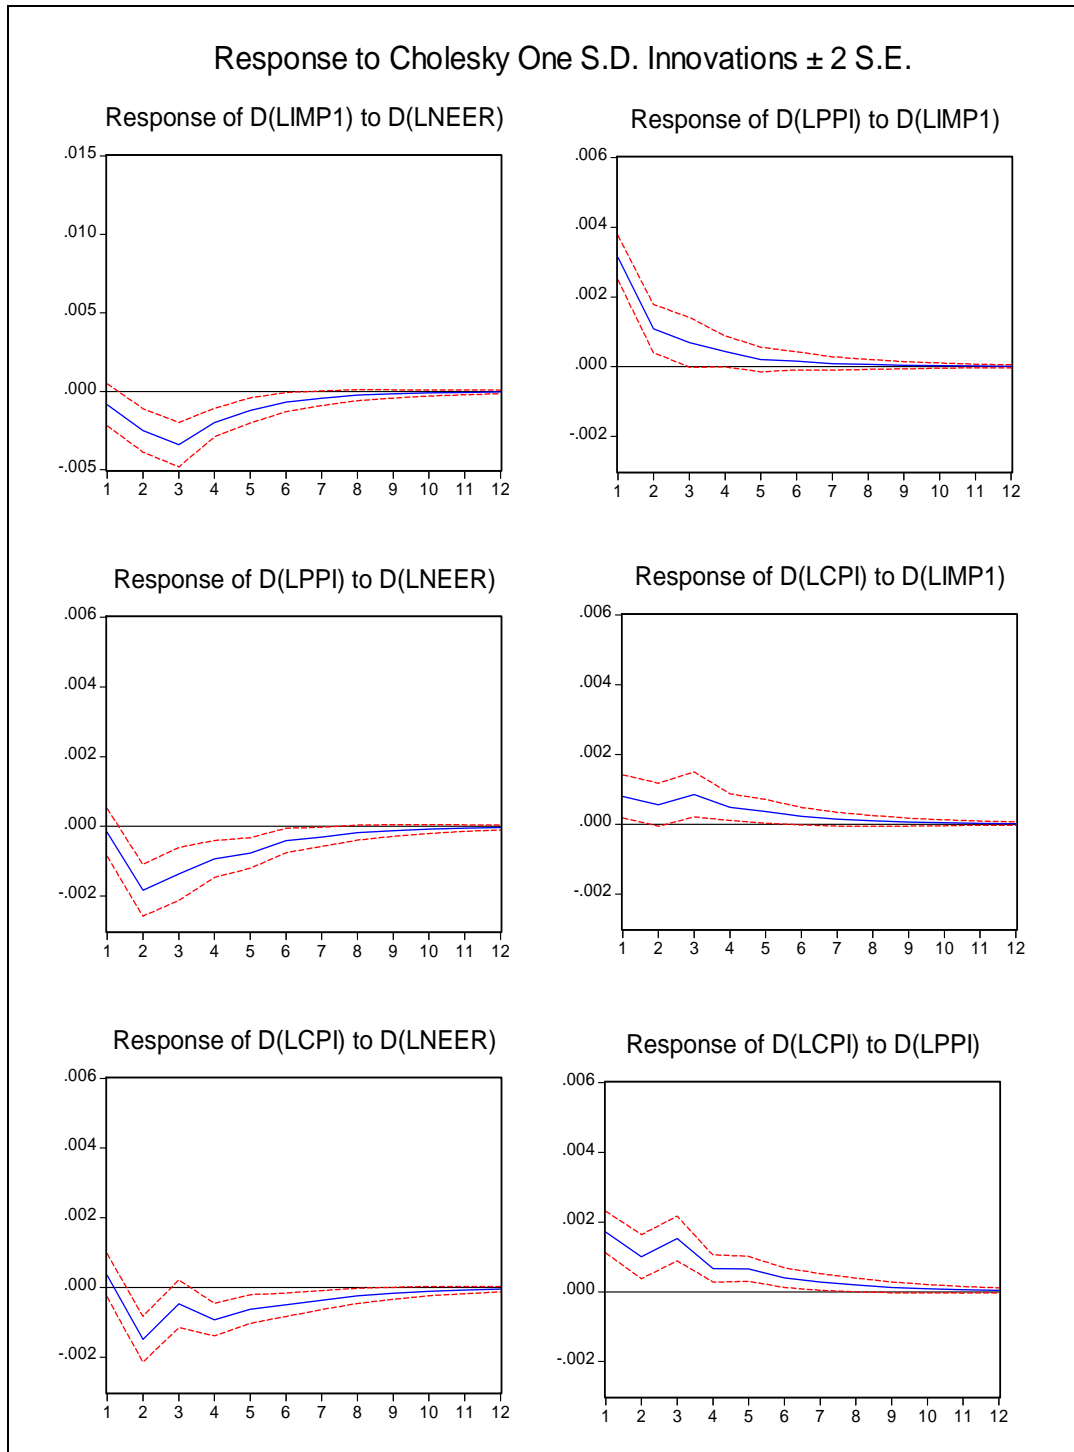 Response to Cholesky One S.D. Innovations ± 2 S.E.
Response of D(LIMP1) to D(LNEER)
.015
.010
.005
.000
-.005
1 2 3 4 5 6 7 8 9 10 11 12
Response of D(LPPI) to D(LIMP1)
.006
.004
.002
.000
-.002
1 2 3 4 5 6 7 8 9 10 11 12
Response of D(LPPI) to D(LNEER)
.006
.004
.002
.000
-.002
1 2 3 4 5 6 7 8 9 10 11 12
Response of D(LCPI) to D(LIMP1)
.006
.004
.002
.000
-.002
1 2 3 4 5 6 7 8 9 10 11 12
Response of D(LCPI) to D(LNEER)
.006
.004
.002
.000
-.002
1 2 3 4 5 6 7 8 9 10 11 12
Response of D(LCPI) to D(LPPI)
.006
.004
.002
.000
-.002
1 2 3 4 5 6 7 8 9 10 11 12